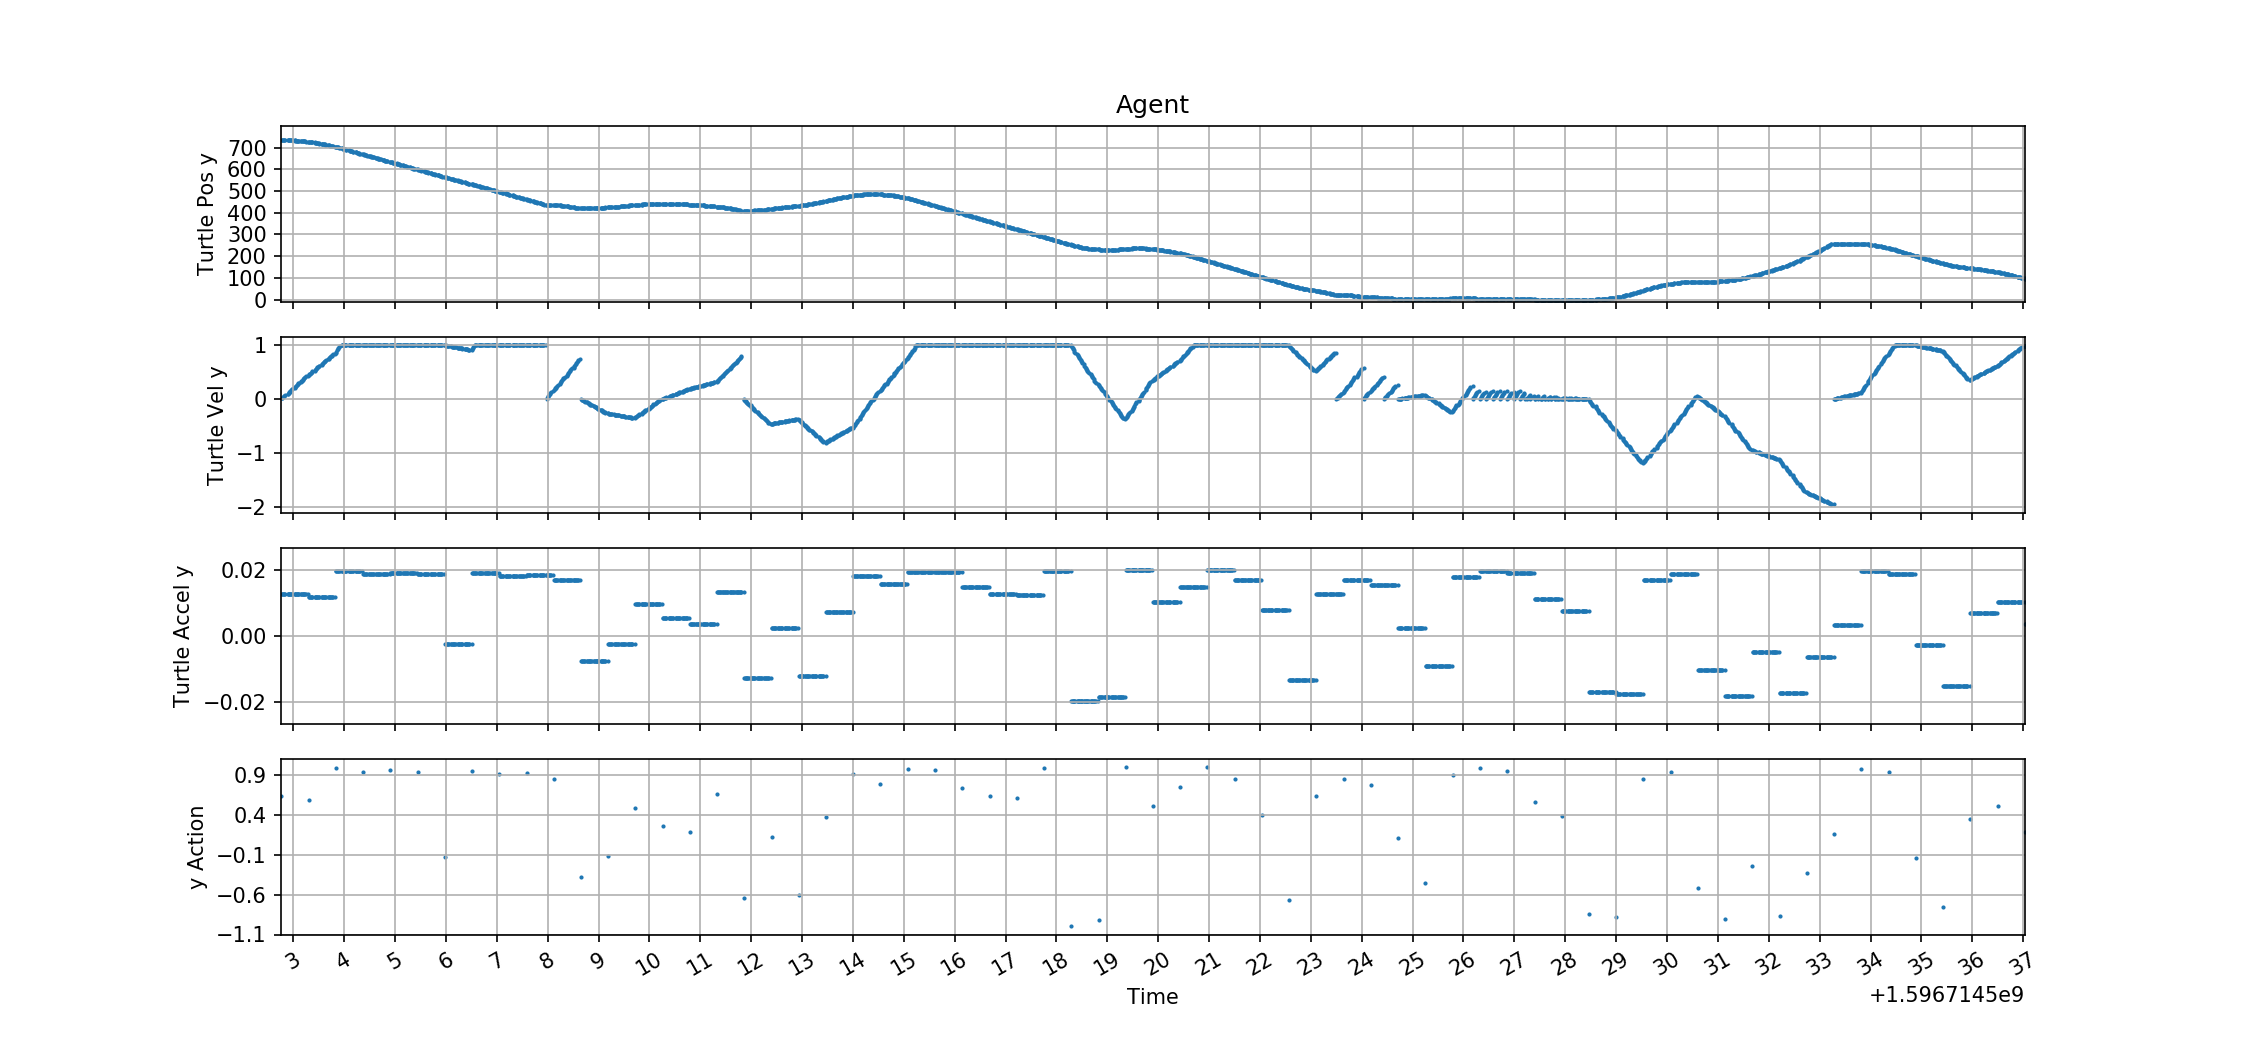 Agent
Turtle Pos y
700
600
500
400
300
200
100
0
Turtle Vel y
1
0
−1
−2
Turtle Accel y
0.02
0.00
−0.02
y Action
0.9
0.4
−0.1
−0.6
−1.1
3 4 5 6 7 8 9 10 11 12 13 14 15 16 17 18 19 20 21 22 23 24 25 26 27 28 29 30 31 32 33 34 35 36 37
Time
+1.5967145e9